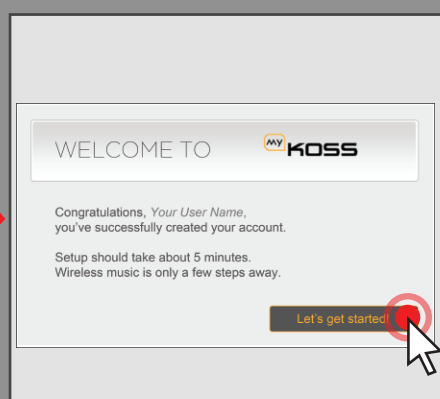 WELCOME TO my KOSS
Congratulations, Your User Name,
you've successfully created your account.
Setup should take about 5 minutes.
Wireless music is only a few steps away.
Let's get started!